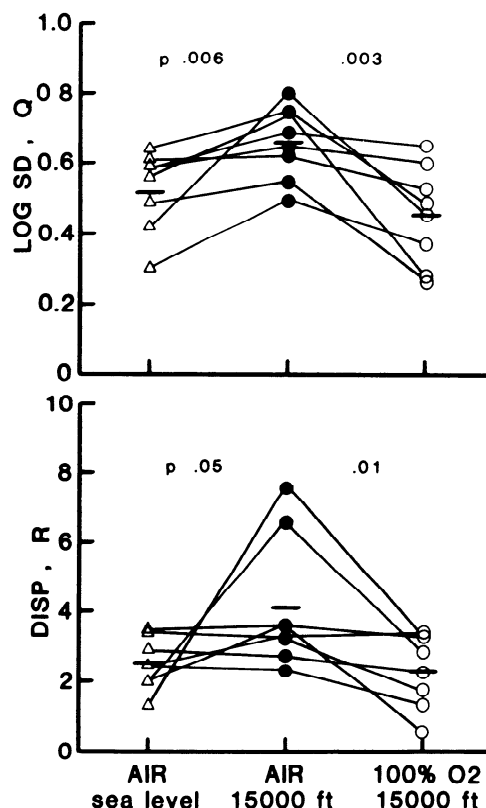 1.0
p .006 .003
0.8
0.6
0.4
0.2
0
LOG SD, Q
10
p .05 .01
8
6
4
2
0
DISP, R
AIR AIR 100% O2
sea level 15000 ft 15000 ft